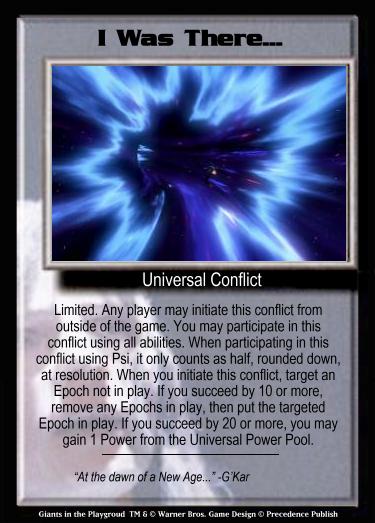 I Was There...
Universal Conflict
Limited. Any player may initiate this conflict from
outside of the game. You may participate in this
conflict using all abilities. When participating in this
conflict using Psi, it only counts as half, rounded down,
at resolution. When you initiate this conflict, target an
Epoch not in play. If you succeed by 10 or more,
remove any Epochs in play, then put the targeted
Epoch in play. If you succeed by 20 or more, you may
gain 1 Power from the Universal Power Pool.
“At the dawn of a New Age...” -G’Kar
Giants in the Playgroud TM & © Warner Bros. Game Design © Precedence Publish